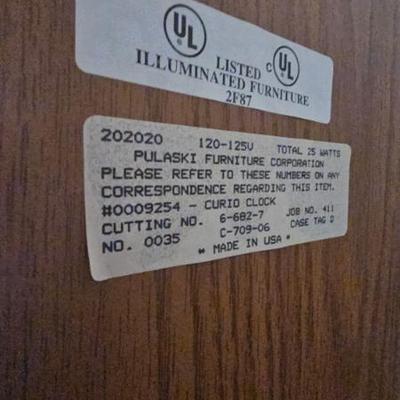 UL
LISTED C UL
ILLUMINATED FURNITURE
2F87
202020 120-125V TOTAL 25 WATTS
PULASKI FURNITURE CORPORATION
PLEASE REFER TO THESE NUMBERS ON ANY
CORRESPONDENCE REGARDING THIS ITEM.
#0009254 - CURIO CLOCK JOB NO. 411
CUTTING NO. 6-682-7 CASE TAG D
NO. 0035 C-709-06
* MADE IN USA *